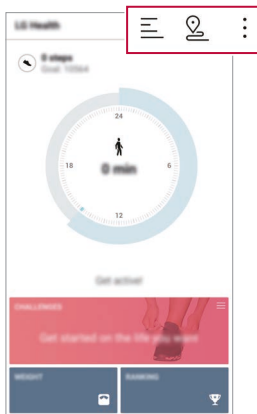 LG Health
0 steps
Goal: 10564
24
18
6
0 min
12
Get active!
CHALLENGES
Get started on the life you want
WEIGHT
RANKING